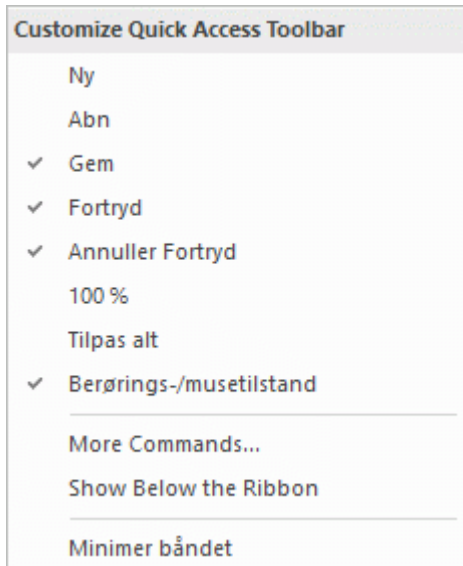 Customize Quick Access Toolbar
Ny
Abn
Gem
Fortryd
Annuller Fortryd
100 %
Tilpas alt
Berørings-/musetilstand
More Commands...
Show Below the Ribbon
Minimer båndet